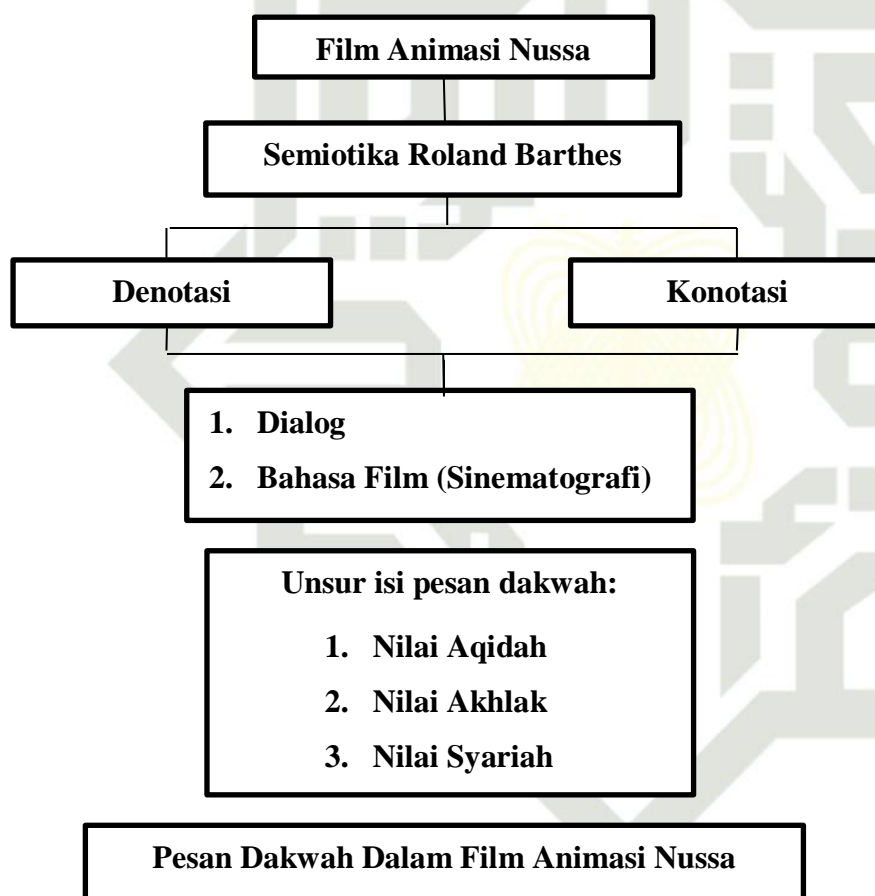 Film Animasi Nussa
Semiotika Roland Barthes
Denotasi
Konotasi
1. Dialog
2. Bahasa Film (Sinematografi)
Unsur isi pesan dakwah:
1. Nilai Aqidah
2. Nilai Akhlak
3. Nilai Syariah
Pesan Dakwah Dalam Film Animasi Nussa